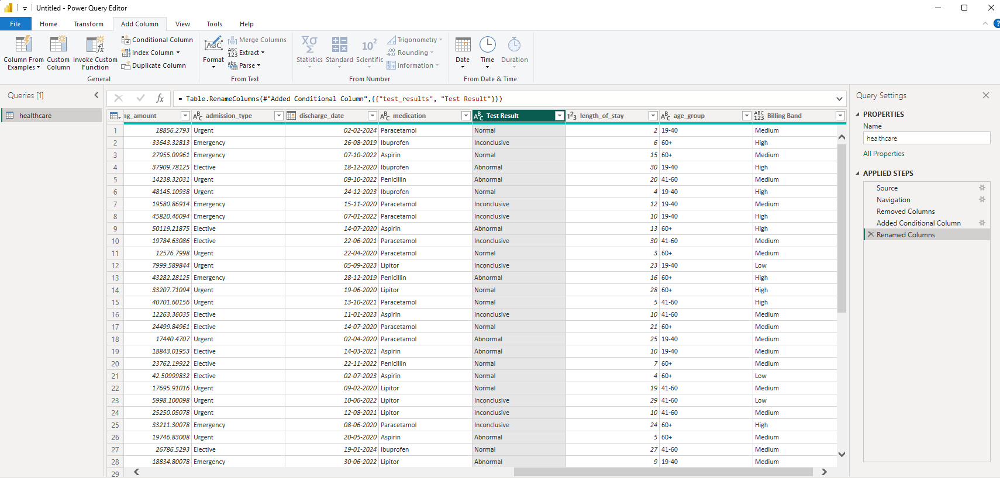 Untitled - Power Query Editor
File Home Transform Add Column View Tools Help
Column From Examples
Custom Column
Invoke Custom Function
Conditional Column
Index Column
Duplicate Column
General
Format
Merge Columns
Extract
Parse
From Text
Statistics
Standard
Scientific
Trigonometry
Rounding
Information
From Number
Date
Time
Duration
From Date & Time
Queries [1]
healthcare
= Table.RenameColumns(#"Added Conditional Column",{{"test_results", "Test Result"}})
ng_amount admission_type discharge_date medication Test Result length_of_stay age_group Billing Band
1 18856.2793 Urgent 02-02-2024 Paracetamol Normal 2 19-40 Medium
2 33643.32813 Emergency 26-08-2019 Ibuprofen Inconclusive 6 60+ High
3 27955.09961 Emergency 07-10-2022 Aspirin Normal 15 60+ Medium
4 37909.78125 Elective 18-12-2020 Ibuprofen Abnormal 30 19-40 High
5 14238.32031 Urgent 09-10-2022 Penicillin Abnormal 20 41-60 Medium
6 48145.10938 Urgent 24-12-2023 Ibuprofen Normal 4 19-40 High
7 19580.86914 Emergency 15-11-2020 Paracetamol Inconclusive 12 19-40 Medium
8 45820.46094 Emergency 07-01-2022 Paracetamol Inconclusive 10 19-40 High
9 50119.21875 Elective 14-07-2020 Aspirin Abnormal 13 60+ High
10 19784.63086 Elective 22-06-2021 Paracetamol Inconclusive 30 41-60 Medium
11 12576.7998 Urgent 22-04-2020 Paracetamol Normal 3 60+ Medium
12 7999.589844 Urgent 05-09-2023 Lipitor Inconclusive 23 19-40 Low
13 43282.28125 Emergency 28-12-2019 Penicillin Abnormal 16 60+ High
14 33207.71094 Urgent 19-06-2020 Lipitor Normal 28 60+ High
15 40701.60156 Urgent 13-10-2021 Paracetamol Normal 5 41-60 High
16 12263.36035 Elective 11-01-2023 Aspirin Inconclusive 10 41-60 Medium
17 24499.84961 Emergency 14-07-2020 Paracetamol Normal 21 60+ Medium
18 17440.4707 Urgent 02-04-2020 Paracetamol Abnormal 25 19-40 Medium
19 18843.01953 Elective 14-03-2021 Aspirin Abnormal 10 19-40 Medium
20 23762.19922 Elective 22-11-2022 Penicillin Normal 7 60+ Medium
21 42.50999832 Elective 02-07-2023 Aspirin Normal 4 60+ Low
22 17695.91016 Urgent 09-02-2020 Lipitor Normal 19 41-60 Medium
23 5998.100098 Urgent 10-06-2022 Lipitor Inconclusive 29 41-60 Low
24 25250.05078 Urgent 12-08-2021 Lipitor Inconclusive 10 41-60 Medium
25 33211.30078 Emergency 08-06-2020 Paracetamol Inconclusive 24 60+ High
26 19746.83008 Urgent 20-05-2020 Aspirin Abnormal 5 60+ Medium
27 26786.5293 Elective 19-01-2024 Ibuprofen Normal 27 41-60 Medium
28 18834.80078 Emergency 30-06-2022 Lipitor Abnormal 9 19-40 Medium
29
Query Settings
PROPERTIES
Name
healthcare
All Properties
APPLIED STEPS
Source
Navigation
Removed Columns
Added Conditional Column
Renamed Columns